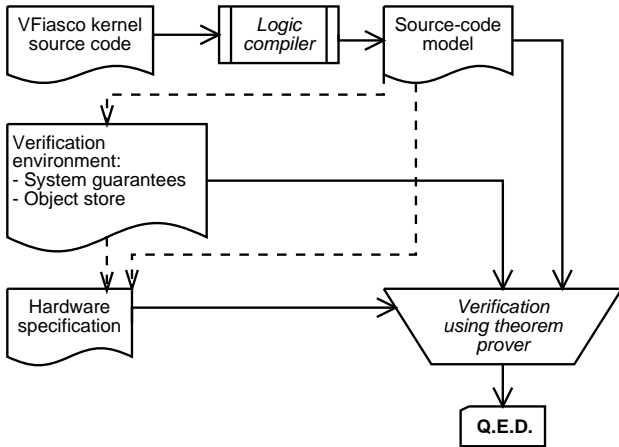 VFiasco kernel
source code
Logic
compiler
Source-code
model
Verification
environment:
- System guarantees
- Object store
Hardware
specification
Verification
using theorem
prover
Q.E.D.